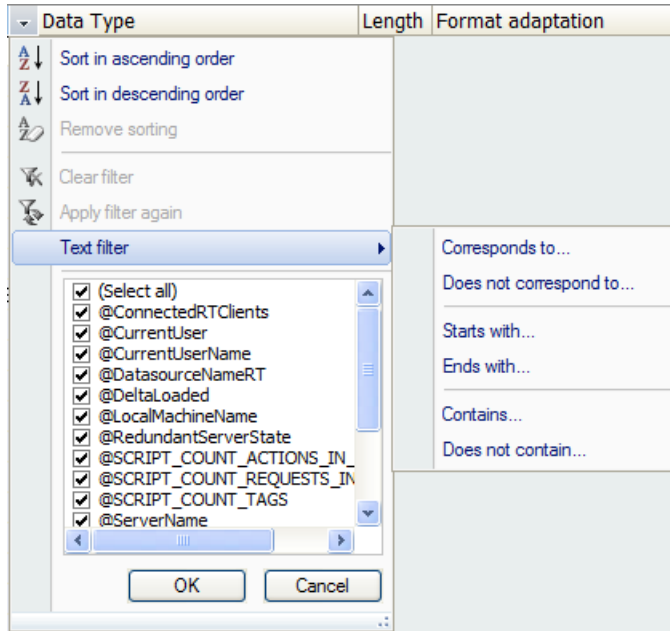 Data Type Length Format adaptation
Sort in ascending order
Sort in descending order
Remove sorting
Clear filter
Apply filter again
Text filter
Corresponds to...
Does not correspond to...
Starts with...
Ends with...
Contains...
Does not contain...
(Select all)
@ConnectedRTClients
@CurrentUser
@CurrentUserName
@DatasourceNameRT
@DeltaLoaded
@LocalMachineName
@RedundantServerState
@SCRIPT_COUNT_ACTIONS_IN_
@SCRIPT_COUNT_REQUESTS_IN
@SCRIPT_COUNT_TAGS
@ServerName
OK Cancel